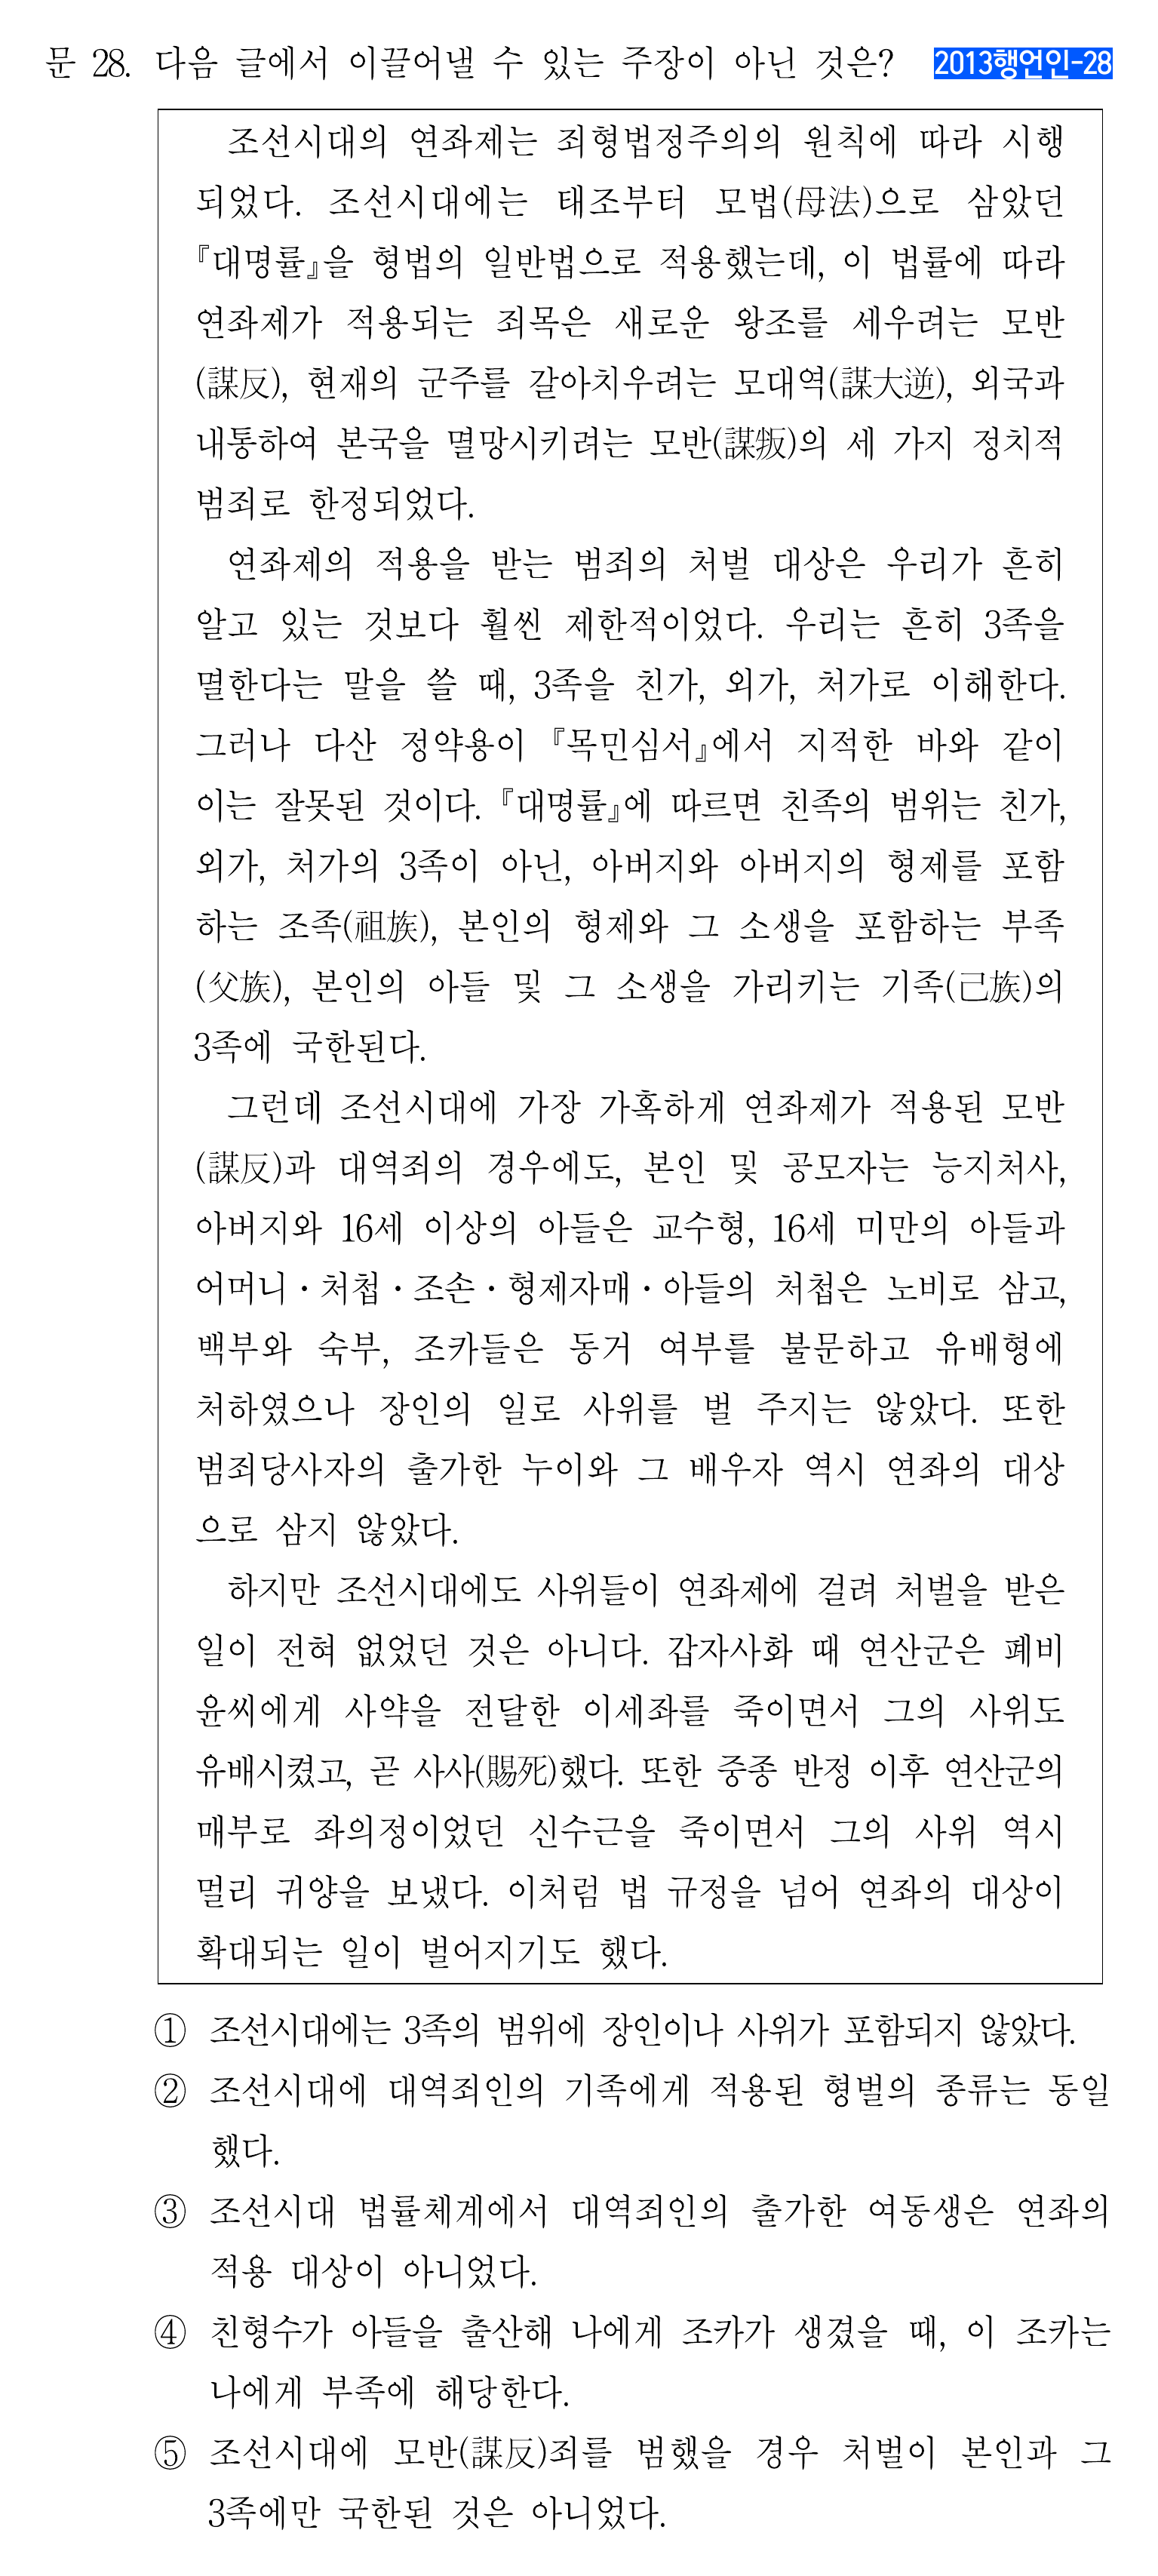 문 28. 다음 글에서 이끌어낼 수 있는 주장이 아닌 것은? 2013행언인-28
조선시대의 연좌제는 죄형법정주의의 원칙에 따라 시행
되었다. 조선시대에는 태조부터 모법(母法)으로 삼았던
『대명률』을 형법의 일반법으로 적용했는데, 이 법률에 따라
연좌제가 적용되는 죄목은 새로운 왕조를 세우려는 모반
(謀反), 현재의 군주를 갈아치우려는 모대역(謀大逆), 외국과
내통하여 본국을 멸망시키려는 모반(謀叛)의 세 가지 정치적
범죄로 한정되었다.
연좌제의 적용을 받는 범죄의 처벌 대상은 우리가 흔히
알고 있는 것보다 훨씬 제한적이었다. 우리는 흔히 3족을
멸한다는 말을 쓸 때, 3족을 친가, 외가, 처가로 이해한다.
그러나 다산 정약용이 『목민심서』에서 지적한 바와 같이
이는 잘못된 것이다. 『대명률』에 따르면 친족의 범위는 친가,
외가, 처가의 3족이 아닌, 아버지와 아버지의 형제를 포함
하는 조족(祖族), 본인의 형제와 그 소생을 포함하는 부족
(父族), 본인의 아들 및 그 소생을 가리키는 기족(己族)의
3족에 국한된다.
그런데 조선시대에 가장 가혹하게 연좌제가 적용된 모반
(謀反)과 대역죄의 경우에도, 본인 및 공모자는 능지처사,
아버지와 16세 이상의 아들은 교수형, 16세 미만의 아들과
어머니·처첩·조손·형제자매·아들의 처첩은 노비로 삼고,
백부와 숙부, 조카들은 동거 여부를 불문하고 유배형에
처하였으나 장인의 일로 사위를 벌 주지는 않았다. 또한
범죄당사자의 출가한 누이와 그 배우자 역시 연좌의 대상
으로 삼지 않았다.
하지만 조선시대에도 사위들이 연좌제에 걸려 처벌을 받은
일이 전혀 없었던 것은 아니다. 갑자사화 때 연산군은 폐비
윤씨에게 사약을 전달한 이세좌를 죽이면서 그의 사위도
유배시켰고, 곧 사사(賜死)했다. 또한 중종 반정 이후 연산군의
매부로 좌의정이었던 신수근을 죽이면서 그의 사위 역시
멀리 귀양을 보냈다. 이처럼 법 규정을 넘어 연좌의 대상이
확대되는 일이 벌어지기도 했다.
① 조선시대에는 3족의 범위에 장인이나 사위가 포함되지 않았다.
② 조선시대에 대역죄인의 기족에게 적용된 형벌의 종류는 동일
했다.
③ 조선시대 법률체계에서 대역죄인의 출가한 여동생은 연좌의
적용 대상이 아니었다.
④ 친형수가 아들을 출산해 나에게 조카가 생겼을 때, 이 조카는
나에게 부족에 해당한다.
⑤ 조선시대에 모반(謀反)죄를 범했을 경우 처벌이 본인과 그
3족에만 국한된 것은 아니었다.